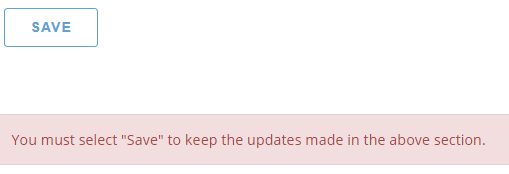 SAVE
You must select "Save" to keep the updates made in the above section.